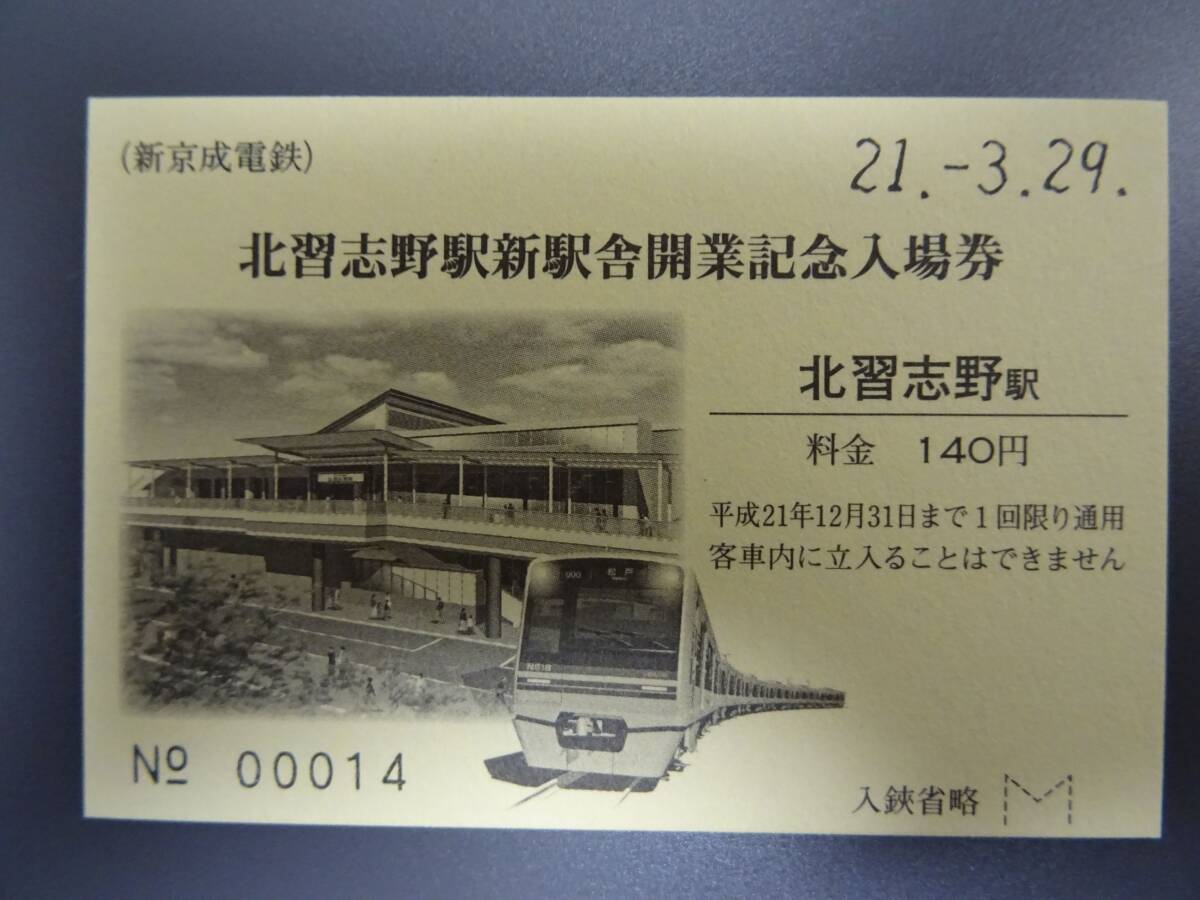 (新京成電鉄)
21.-3.29.
北習志野駅新駅舎開業記念入場券
北習志野駅
料金 140円
平成21年12月31日まで1回限り通用
客車内に立入ることはできません
松戸
N818
№ 00014
入鋏省略